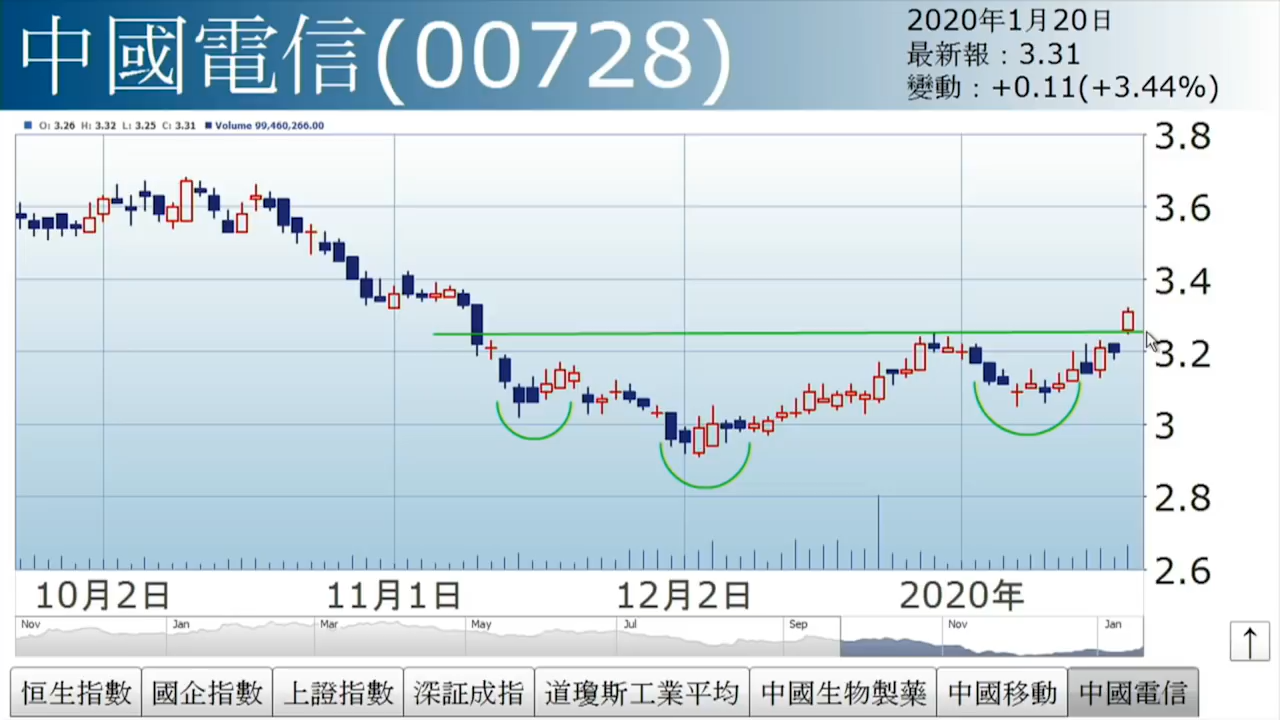 中國電信(00728)
2020年1月20日
最新報：3.31
變動：+0.11(+3.44%)
O: 3.26 H: 3.32 L: 3.25 C: 3.31 Volume 99,460,266.00
3.8
3.6
3.4
3.2
3
2.8
2.6
10月2日 11月1日 12月2日 2020年
Nov Jan Mar May Jul Sep Nov Jan
↑
恒生指數 國企指數 上證指數 深証成指 道瓊斯工業平均 中國生物製藥 中國移動 中國電信